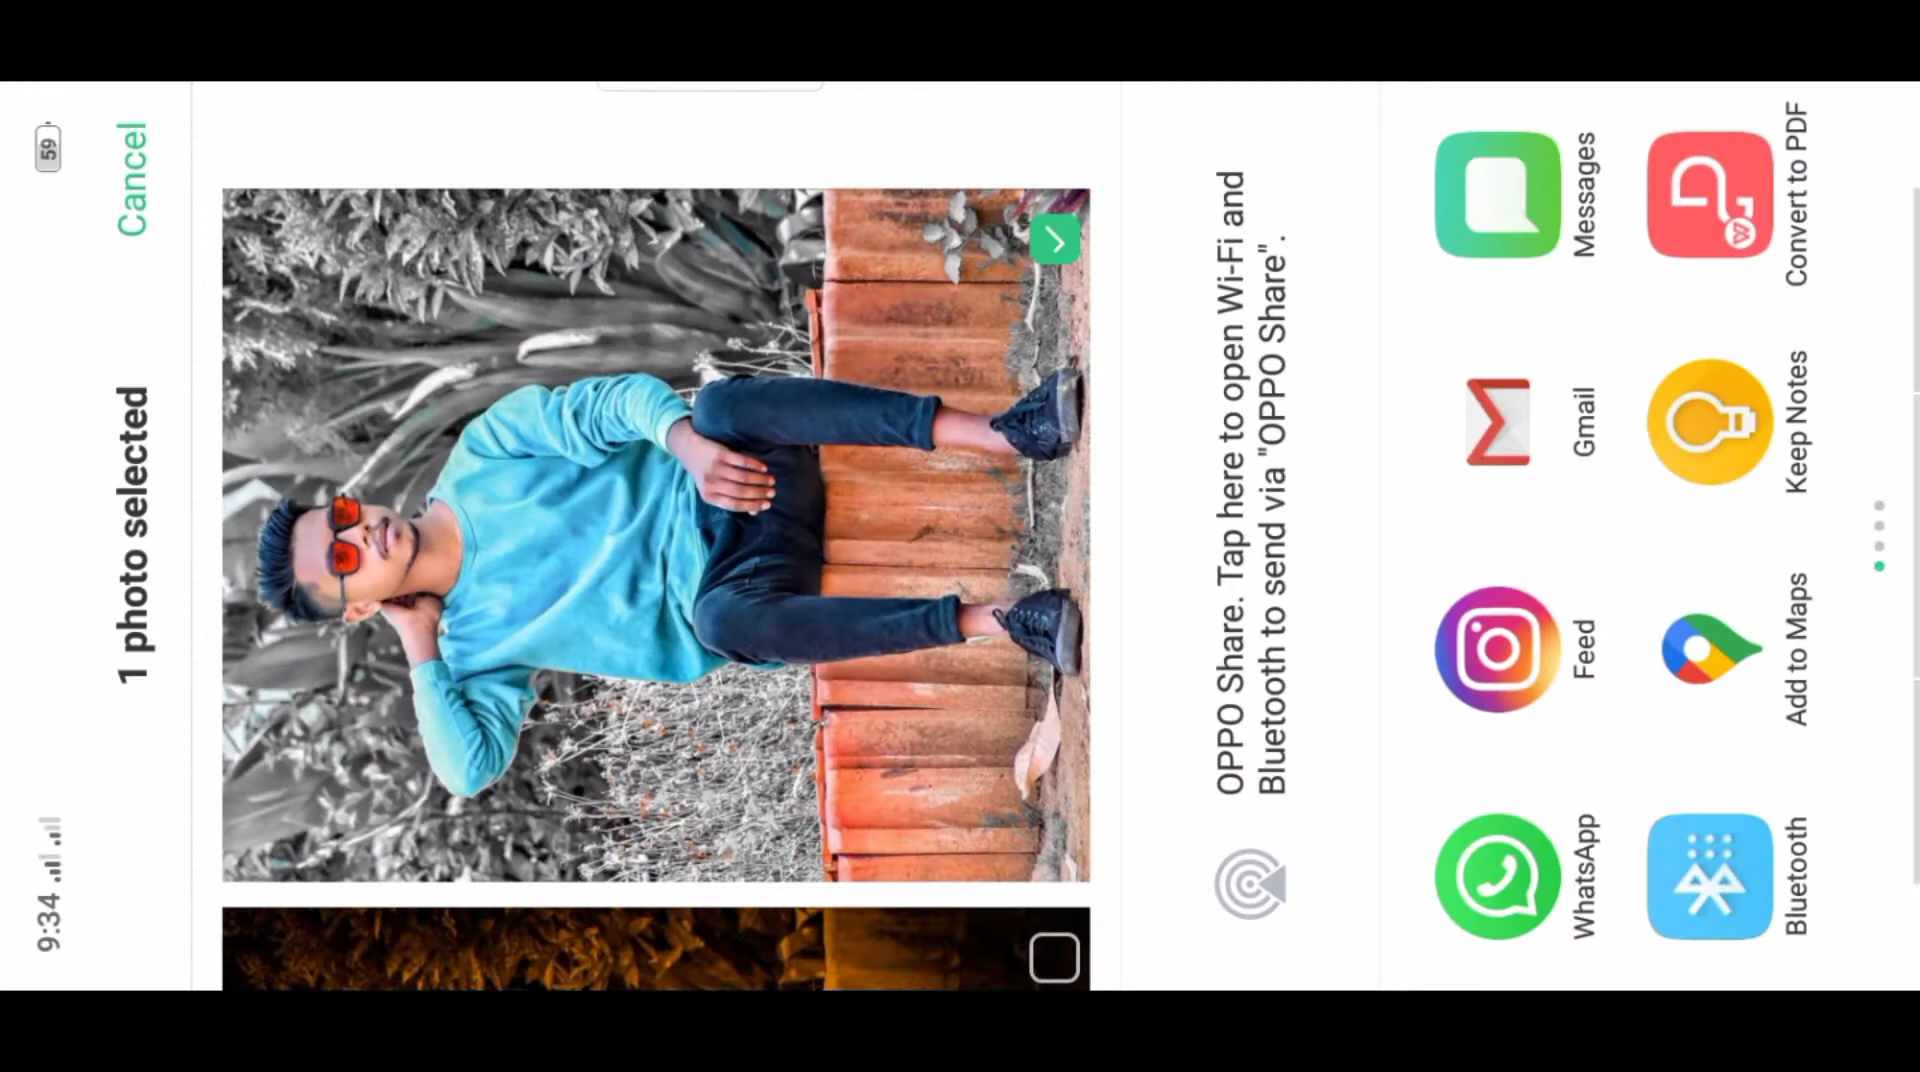 9:34
59
1 photo selected
Cancel
OPPO Share. Tap here to open Wi-Fi and
Bluetooth to send via "OPPO Share".
WhatsApp
Feed
Gmail
Messages
Bluetooth
Add to Maps
Keep Notes
Convert to PDF